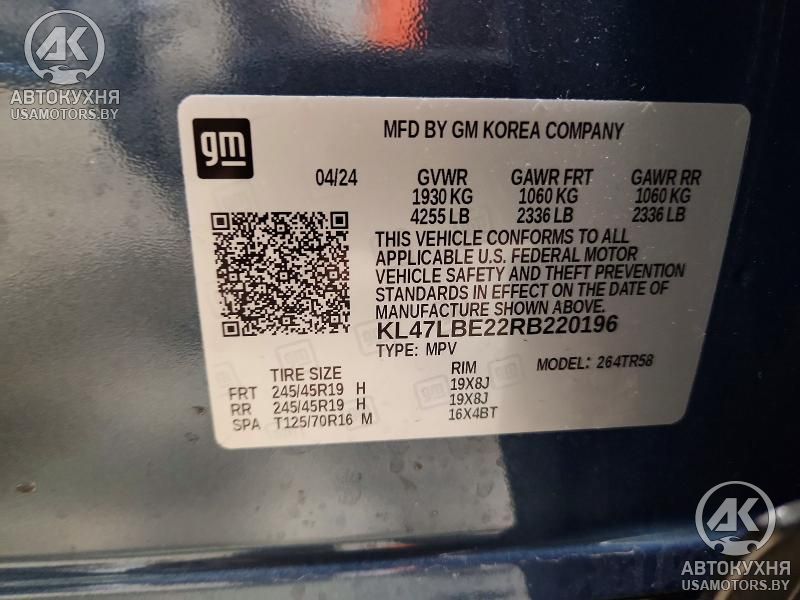 AK
АВТОКУХНЯ
USAMOTORS.BY
gm
MFD BY GM KOREA COMPANY
04/24 GVWR GAWR FRT GAWR RR
1930 KG 1060 KG 1060 KG
4255 LB 2336 LB 2336 LB
THIS VEHICLE CONFORMS TO ALL
APPLICABLE U.S. FEDERAL MOTOR
VEHICLE SAFETY AND THEFT PREVENTION
STANDARDS IN EFFECT ON THE DATE OF
MANUFACTURE SHOWN ABOVE.
KL47LBE22RB220196
TYPE: MPV MODEL: 264TR58
TIRE SIZE RIM
FRT 245/45R19 H 19X8J
RR 245/45R19 H 19X8J
SPA T125/70R16 M 16X4BT
AK
АВТОКУХНЯ
USAMOTORS.BY